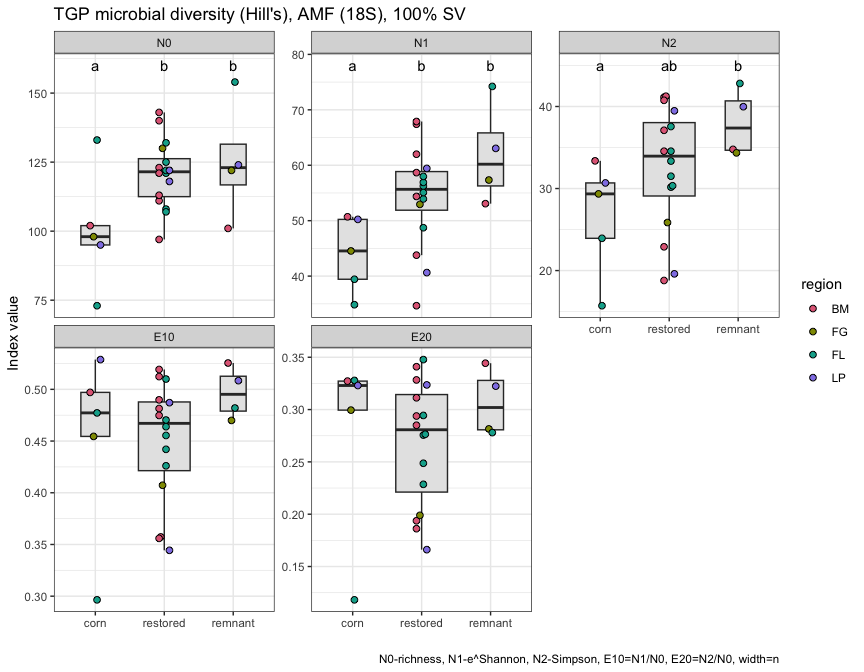 TGP microbial diversity (Hill's), AMF (18S), 100% SV
N0
N1
N2
a b b
a b b
a ab b
150
125
100
75
80
70
60
50
40
40
30
20
corn restored remnant
Index value
E10
E20
0.50
0.45
0.40
0.35
0.30
0.35
0.30
0.25
0.20
0.15
corn restored remnant
corn restored remnant
region
BM
FG
FL
LP
N0-richness, N1-e^Shannon, N2-Simpson, E10=N1/N0, E20=N2/N0, width=n